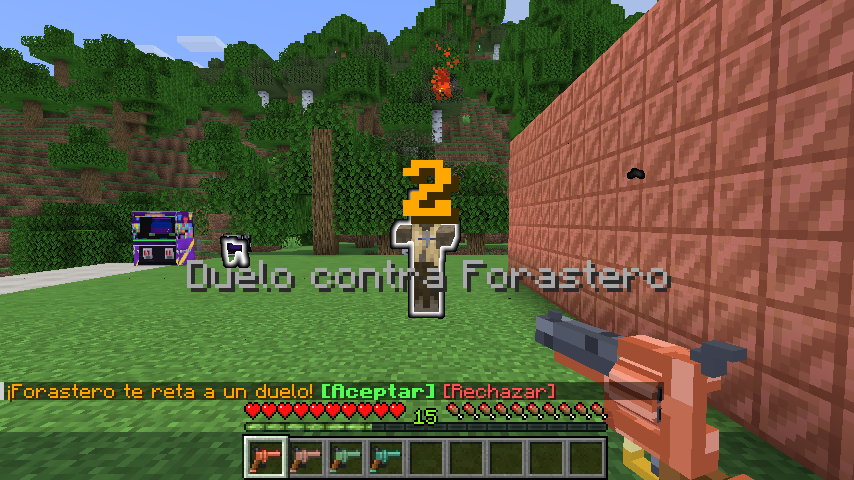 2
Duelo contra Forastero
¡Forastero te reta a un duelo! [Aceptar] [Rechazar]
15